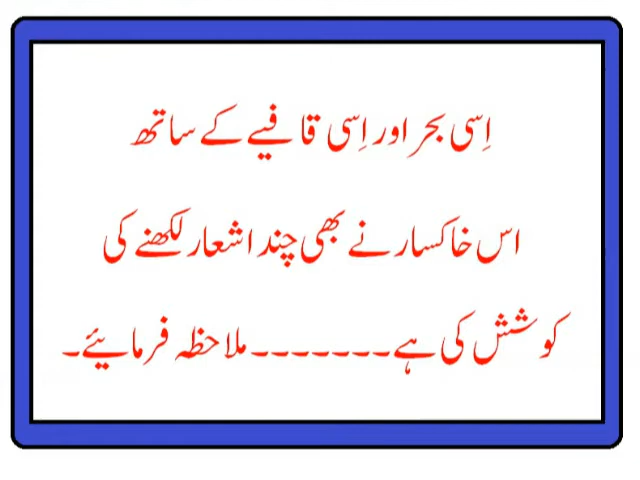 اِسی بحر اور اِسی قافیے کے ساتھ
اس خاکسار نے بھی چند اشعار لکھنے کی
کوشش کی ہے ۔۔۔۔۔۔۔ ملاحظہ فرمائیے ۔